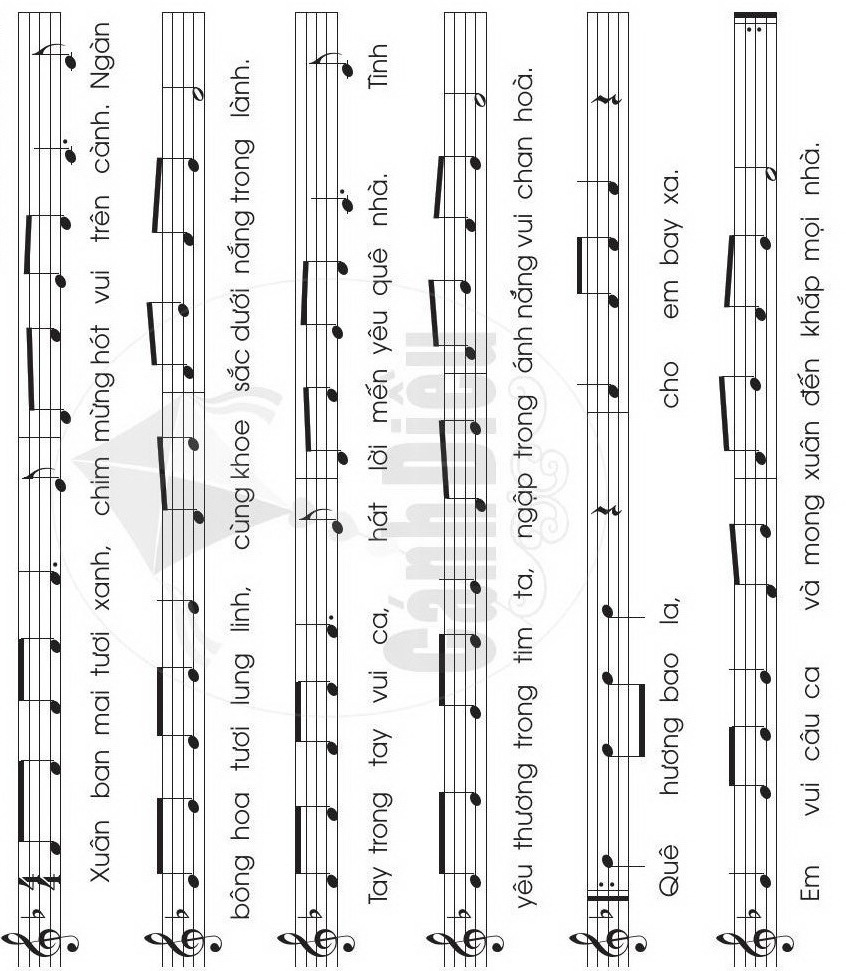 Xuân ban mai tươi xanh, chim mừng hót vui trên cành. Ngàn
bông hoa tươi lung linh, cùng khoe sắc dưới nắng trong lành.
Tay trong tay vui ca, hát lời mến yêu quê nhà. Tình
yêu thương trong tim ta, ngập trong ánh nắng vui chan hoà.
Quê hương bao la, cho em bay xa.
Em vui câu ca và mong xuân đến khắp mọi nhà.
Cánh Diều